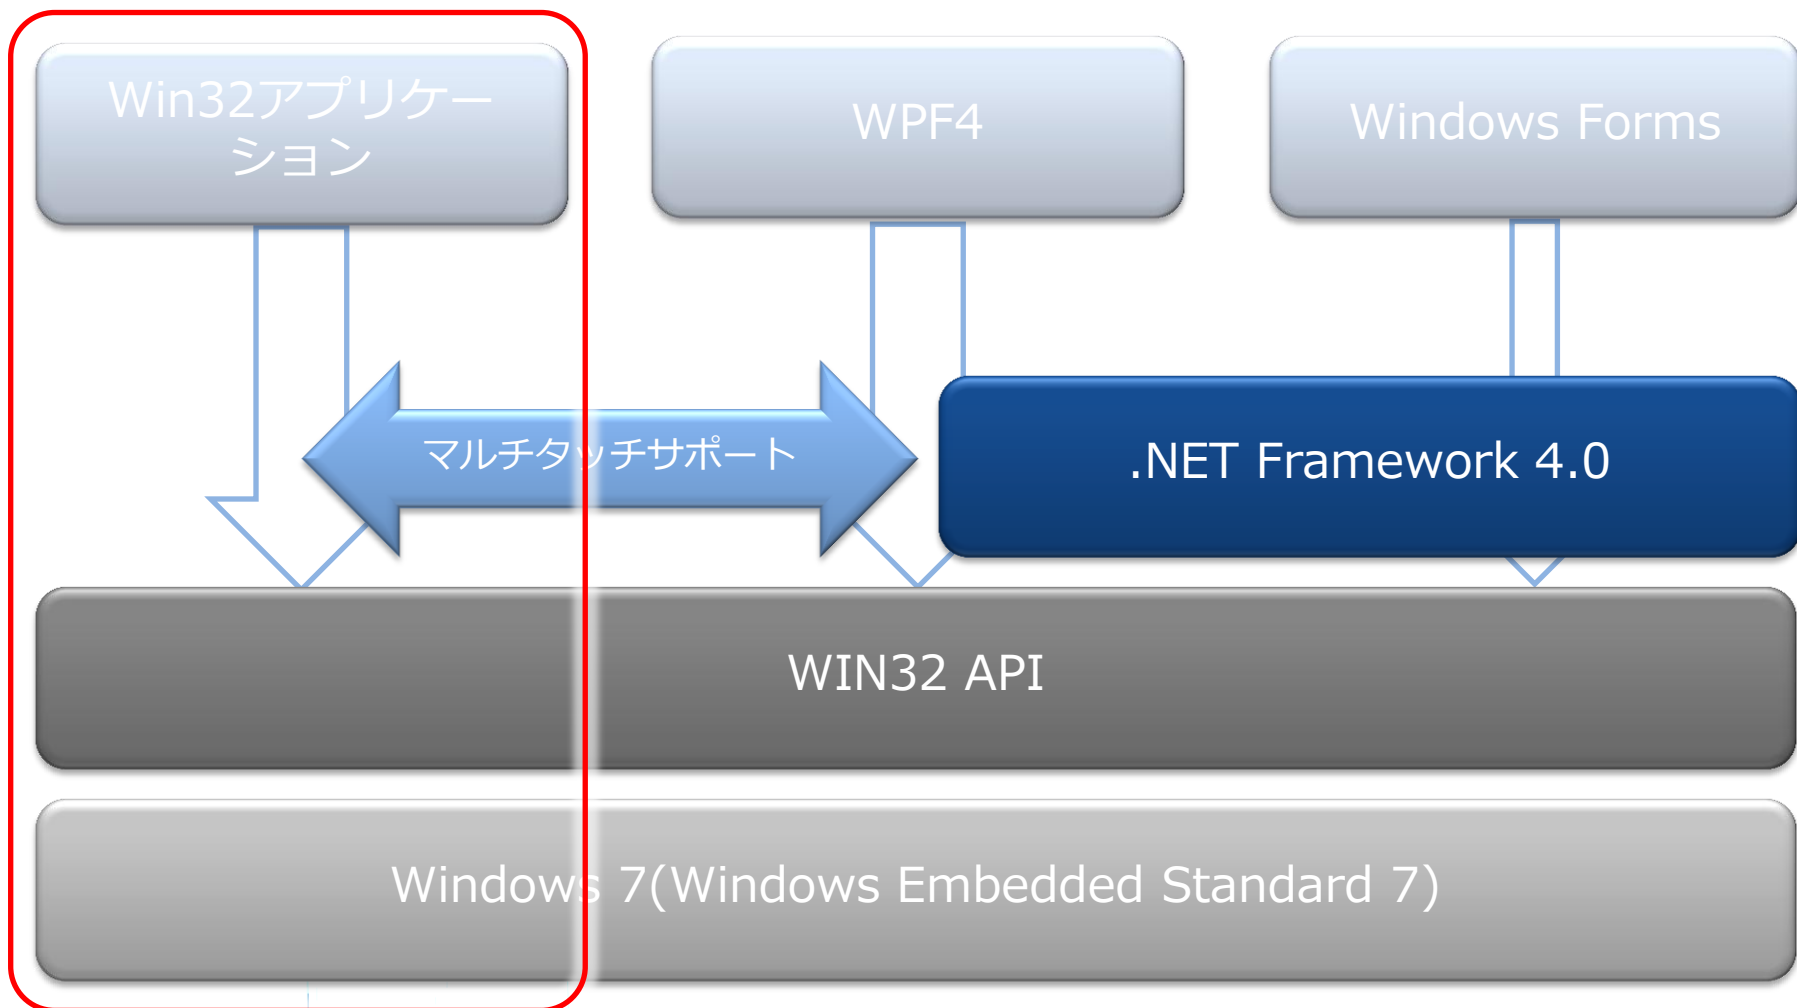 Win32アプリケー
ション
WPF4
Windows Forms
マルチタッチサポート
.NET Framework 4.0
WIN32 API
Windows 7(Windows Embedded Standard 7)